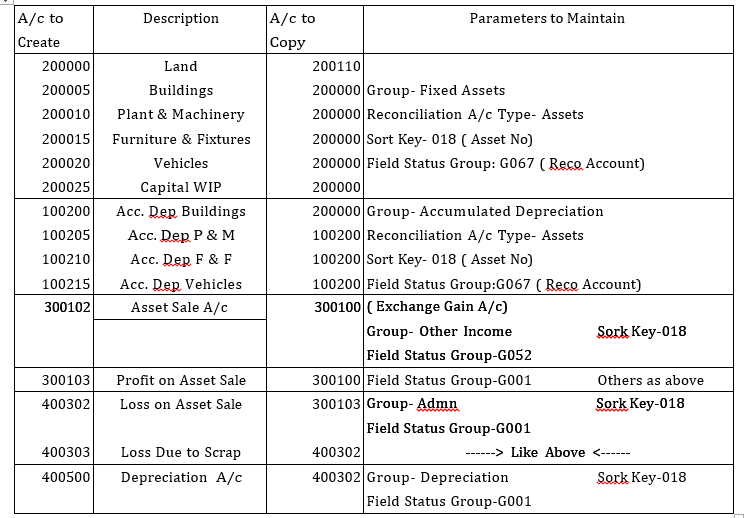 A/c to Create Description A/c to Copy Parameters to Maintain
200000 Land 200110
200005 Buildings 200000 Group- Fixed Assets
200010 Plant & Machinery 200000 Reconciliation A/c Type- Assets
200015 Furniture & Fixtures 200000 Sort Key- 018 ( Asset No)
200020 Vehicles 200000 Field Status Group: G067 ( Reco Account)
200025 Capital WIP 200000
100200 Acc. Dep Buildings 200000 Group- Accumulated Depreciation
100205 Acc. Dep P & M 100200 Reconciliation A/c Type- Assets
100210 Acc. Dep F & F 100200 Sort Key- 018 ( Asset No)
100215 Acc. Dep Vehicles 100200 Field Status Group:G067 ( Reco Account)
300102 Asset Sale A/c 300100 ( Exchange Gain A/c)
Group- Other Income Sork Key-018
Field Status Group-G052
300103 Profit on Asset Sale 300100 Field Status Group-G001 Others as above
400302 Loss on Asset Sale 300103 Group- Admn Sork Key-018
Field Status Group-G001
400303 Loss Due to Scrap 400302 ------> Like Above <------
400500 Depreciation A/c 400302 Group- Depreciation Sork Key-018
Field Status Group-G001